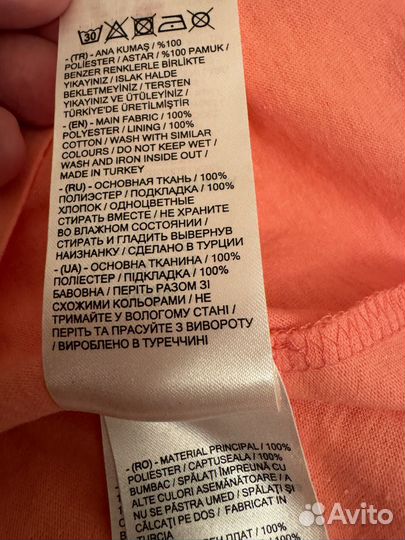 30
- (TR) - ANA KUMAŞ / %100
POLIESTER / ASTAR / %100 PAMUK /
BENZER RENKLERLE BİRLİKTE
YIKAYINIZ / ISLAK HALDE
BEKLETMEYİNİZ / TERSTEN
YIKAYINIZ VE ÜTÜLEYİNİZ /
TÜRKİYE'DE ÜRETİLMİŞTİR
- (EN) - MAIN FABRIC / 100%
POLYESTER / LINING / 100%
COTTON / WASH WITH SIMILAR
COLOURS / DO NOT KEEP WET /
WASH AND IRON INSIDE OUT /
MADE IN TURKEY
- (RU) - ОСНОВНАЯ ТКАНЬ / 100%
ПОЛИЭСТЕР / ПОДКЛАДКА / 100%
ХЛОПОК / ОДНОЦВЕТНЫЕ
СТИРАТЬ ВМЕСТЕ / НЕ ХРАНИТЬ
ВО ВЛАЖНОМ СОСТОЯНИИ /
СТИРАТЬ И ГЛАДИТЬ ВЫВЕРНУВ
НАИЗНАНКУ / СДЕЛАНО В ТУРЦИИ
- (UA) - ОСНОВНА ТКАНИНА / 100%
ПОЛІЕСТЕР / ПІДКЛАДКА / 100%
БАВОВНА / ПЕРІТЬ РАЗОМ ЗІ
СХОЖИМИ КОЛЬОРАМИ / НЕ
ТРИМАЙТЕ У ВОЛОГОМУ СТАНІ /
ПЕРІТЬ ТА ПРАСУЙТЕ З ВИВОРОТУ
/ ВИРОБЛЕНО В ТУРЕЧЧИНІ
- (RO) - MATERIAL PRINCIPAL / 100%
POLIESTER / CAPTUSEALA / 100%
BUMBAC / SPĂLAȚI ÎMPREUNĂ CU
ALTE CULORI ASEMĂNĂTOARE / A
NU SE PĂSTRA UMED / SPĂLAȚI ȘI
CĂLCAȚI PE DOS / FABRICAT IN
TURCIA
ПЛАТ / 100%
Avito